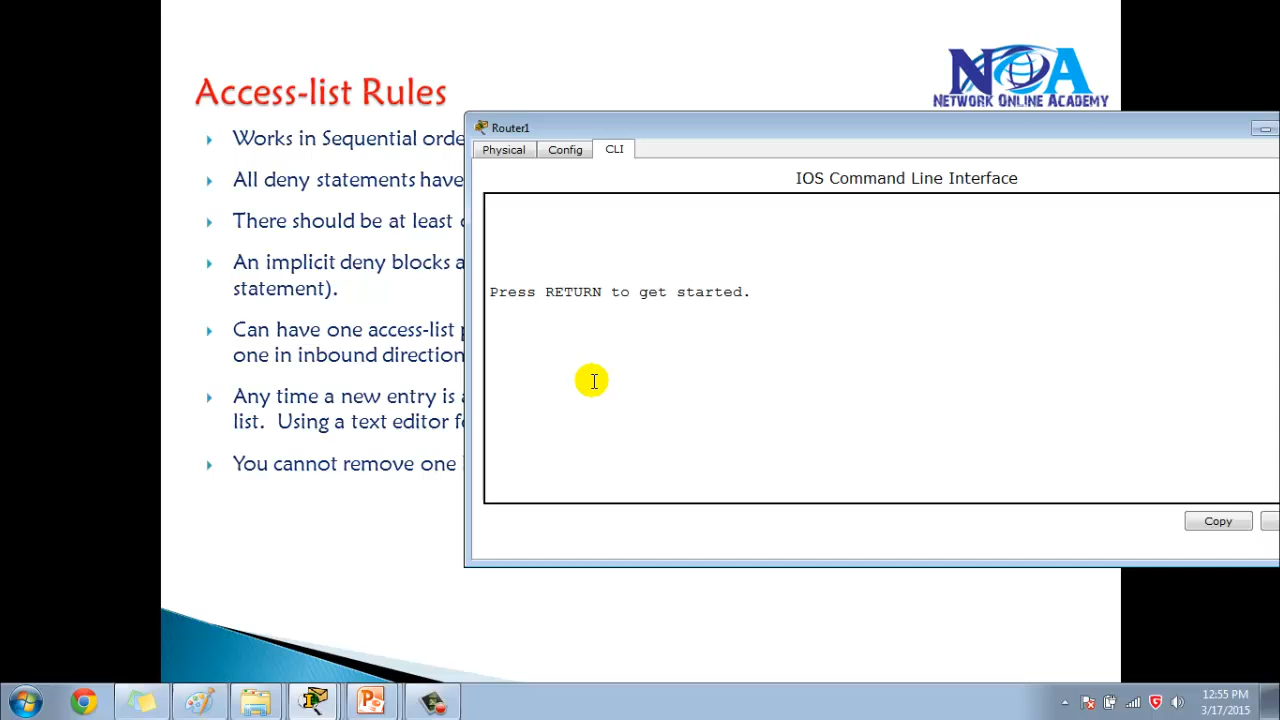 NOA
NETWORK ONLINE ACADEMY
Access-list Rules
Works in Sequential orde
All deny statements have
There should be at least
An implicit deny blocks a
statement).
Can have one access-list p
one in inbound direction
Any time a new entry is a
list. Using a text editor f
You cannot remove one
Router1
Physical
Config
CLI
IOS Command Line Interface
Press RETURN to get started.
Copy
12:55 PM
3/17/2015